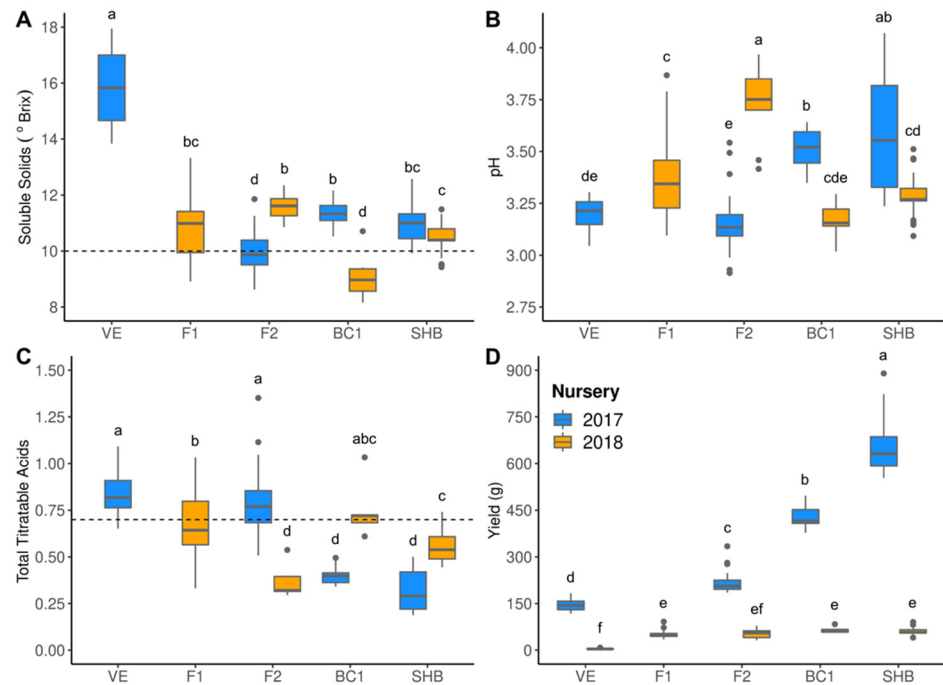 A
Soluble Solids ( ° Brix)
18
16
14
12
10
8
a
bc
d
b
b
d
bc
c
VE F1 F2 BC1 SHB
B
pH
4.00
3.75
3.50
3.25
3.00
2.75
de
c
e
a
b
cde
ab
cd
VE F1 F2 BC1 SHB
C
Total Titratable Acids
1.50
1.25
1.00
0.75
0.50
0.25
0.00
a
b
a
d
d
abc
d
c
VE F1 F2 BC1 SHB
D
Yield (g)
900
750
600
450
300
150
0
Nursery
2017
2018
d
f
e
c
ef
b
e
a
e
VE F1 F2 BC1 SHB